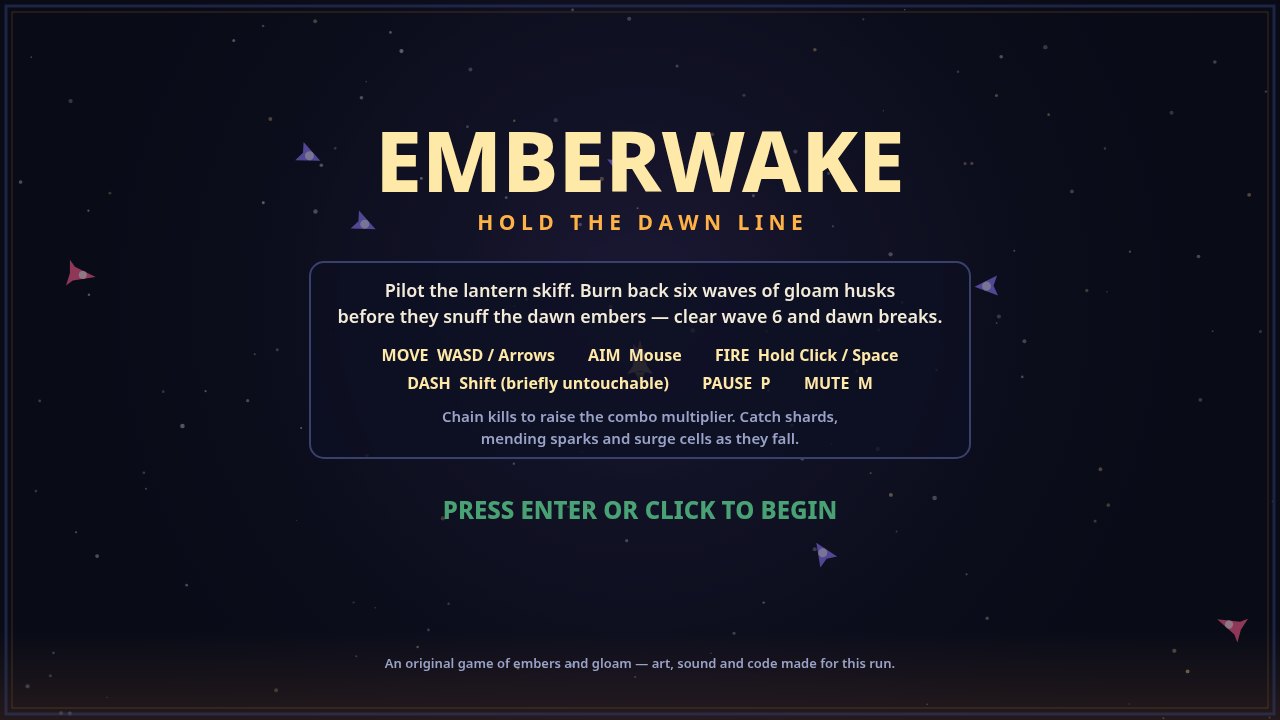 EMBERWAKE
HOLD THE DAWN LINE
Pilot the lantern skiff. Burn back six waves of gloam husks
before they snuff the dawn embers — clear wave 6 and dawn breaks.
MOVE WASD / Arrows AIM Mouse FIRE Hold Click / Space
DASH Shift (briefly untouchable) PAUSE P MUTE M
Chain kills to raise the combo multiplier. Catch shards,
mending sparks and surge cells as they fall.
PRESS ENTER OR CLICK TO BEGIN
An original game of embers and gloam — art, sound and code made for this run.